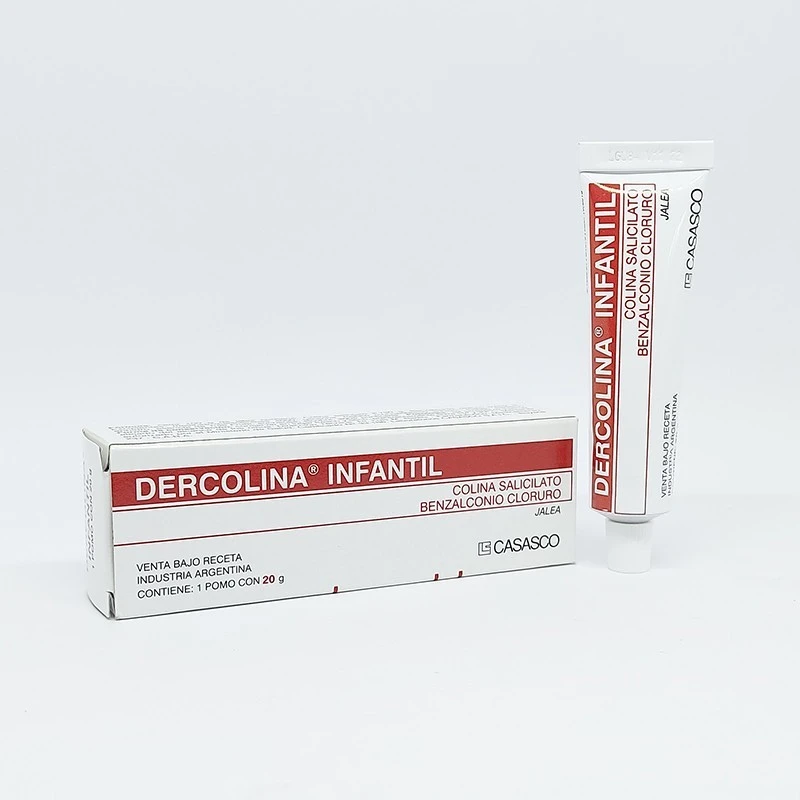 DERCOLINA® INFANTIL
COLINA SALICILATO
BENZALCONIO CLORURO
JALEA
VENTA BAJO RECETA
INDUSTRIA ARGENTINA
CONTIENE: 1 POMO CON 20 g
CASASCO
DERCOLINA® INFANTIL
COLINA SALICILATO
BENZALCONIO CLORURO
JALEA
VENTA BAJO RECETA
INDUSTRIA ARGENTINA
CASASCO